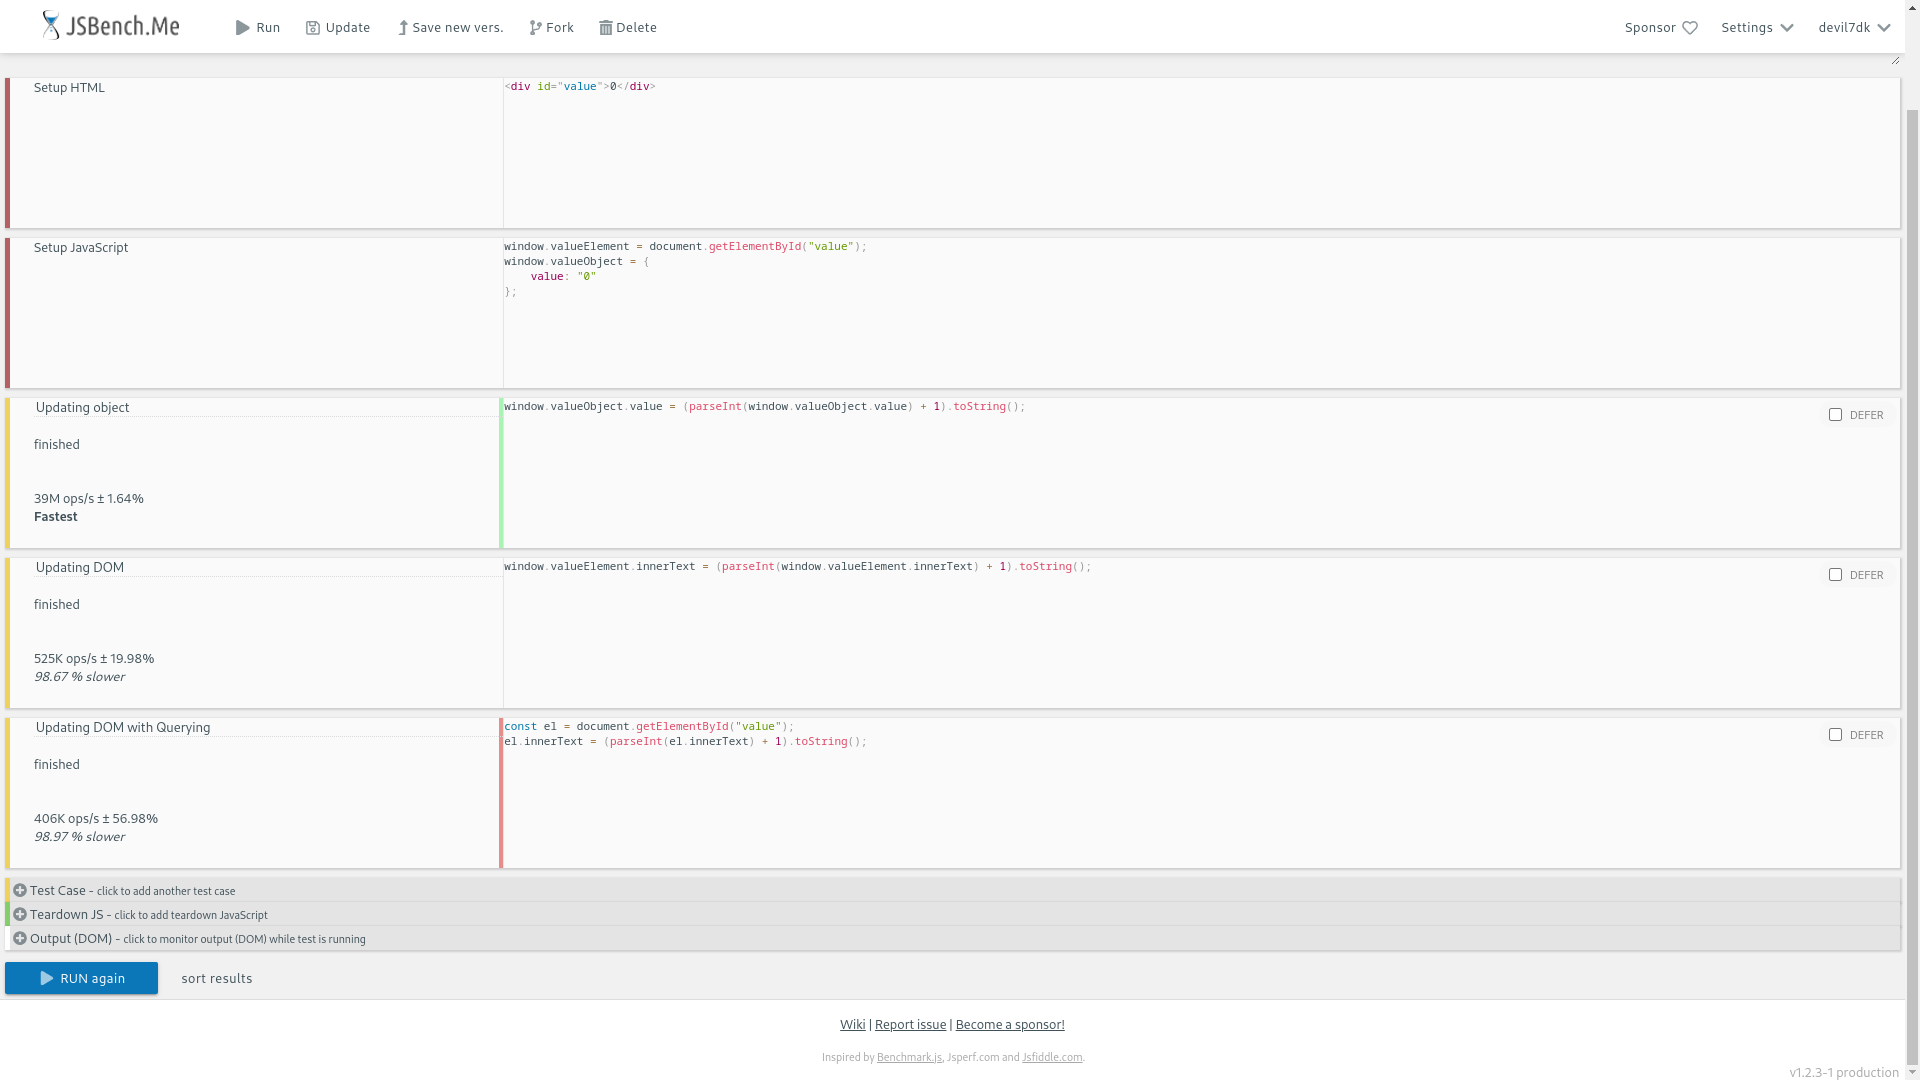 JSBench.Me Run Update Save new vers. Fork Delete Sponsor Settings devil7dk
Setup HTML
<div id="value">0</div>
Setup JavaScript
window.valueElement = document.getElementById("value");
window.valueObject = {
    value: "0"
};
Updating object
window.valueObject.value = (parseInt(window.valueObject.value) + 1).toString();
DEFER
finished
39M ops/s ± 1.64%
Fastest
Updating DOM
window.valueElement.innerText = (parseInt(window.valueElement.innerText) + 1).toString();
DEFER
finished
525K ops/s ± 19.98%
98.67 % slower
Updating DOM with Querying
const el = document.getElementById("value");
el.innerText = (parseInt(el.innerText) + 1).toString();
DEFER
finished
406K ops/s ± 56.98%
98.97 % slower
Test Case - click to add another test case
Teardown JS - click to add teardown JavaScript
Output (DOM) - click to monitor output (DOM) while test is running
RUN again sort results
Wiki | Report issue | Become a sponsor!
Inspired by Benchmark.js, Jsperf.com and Jsfiddle.com.
v1.2.3-1 production